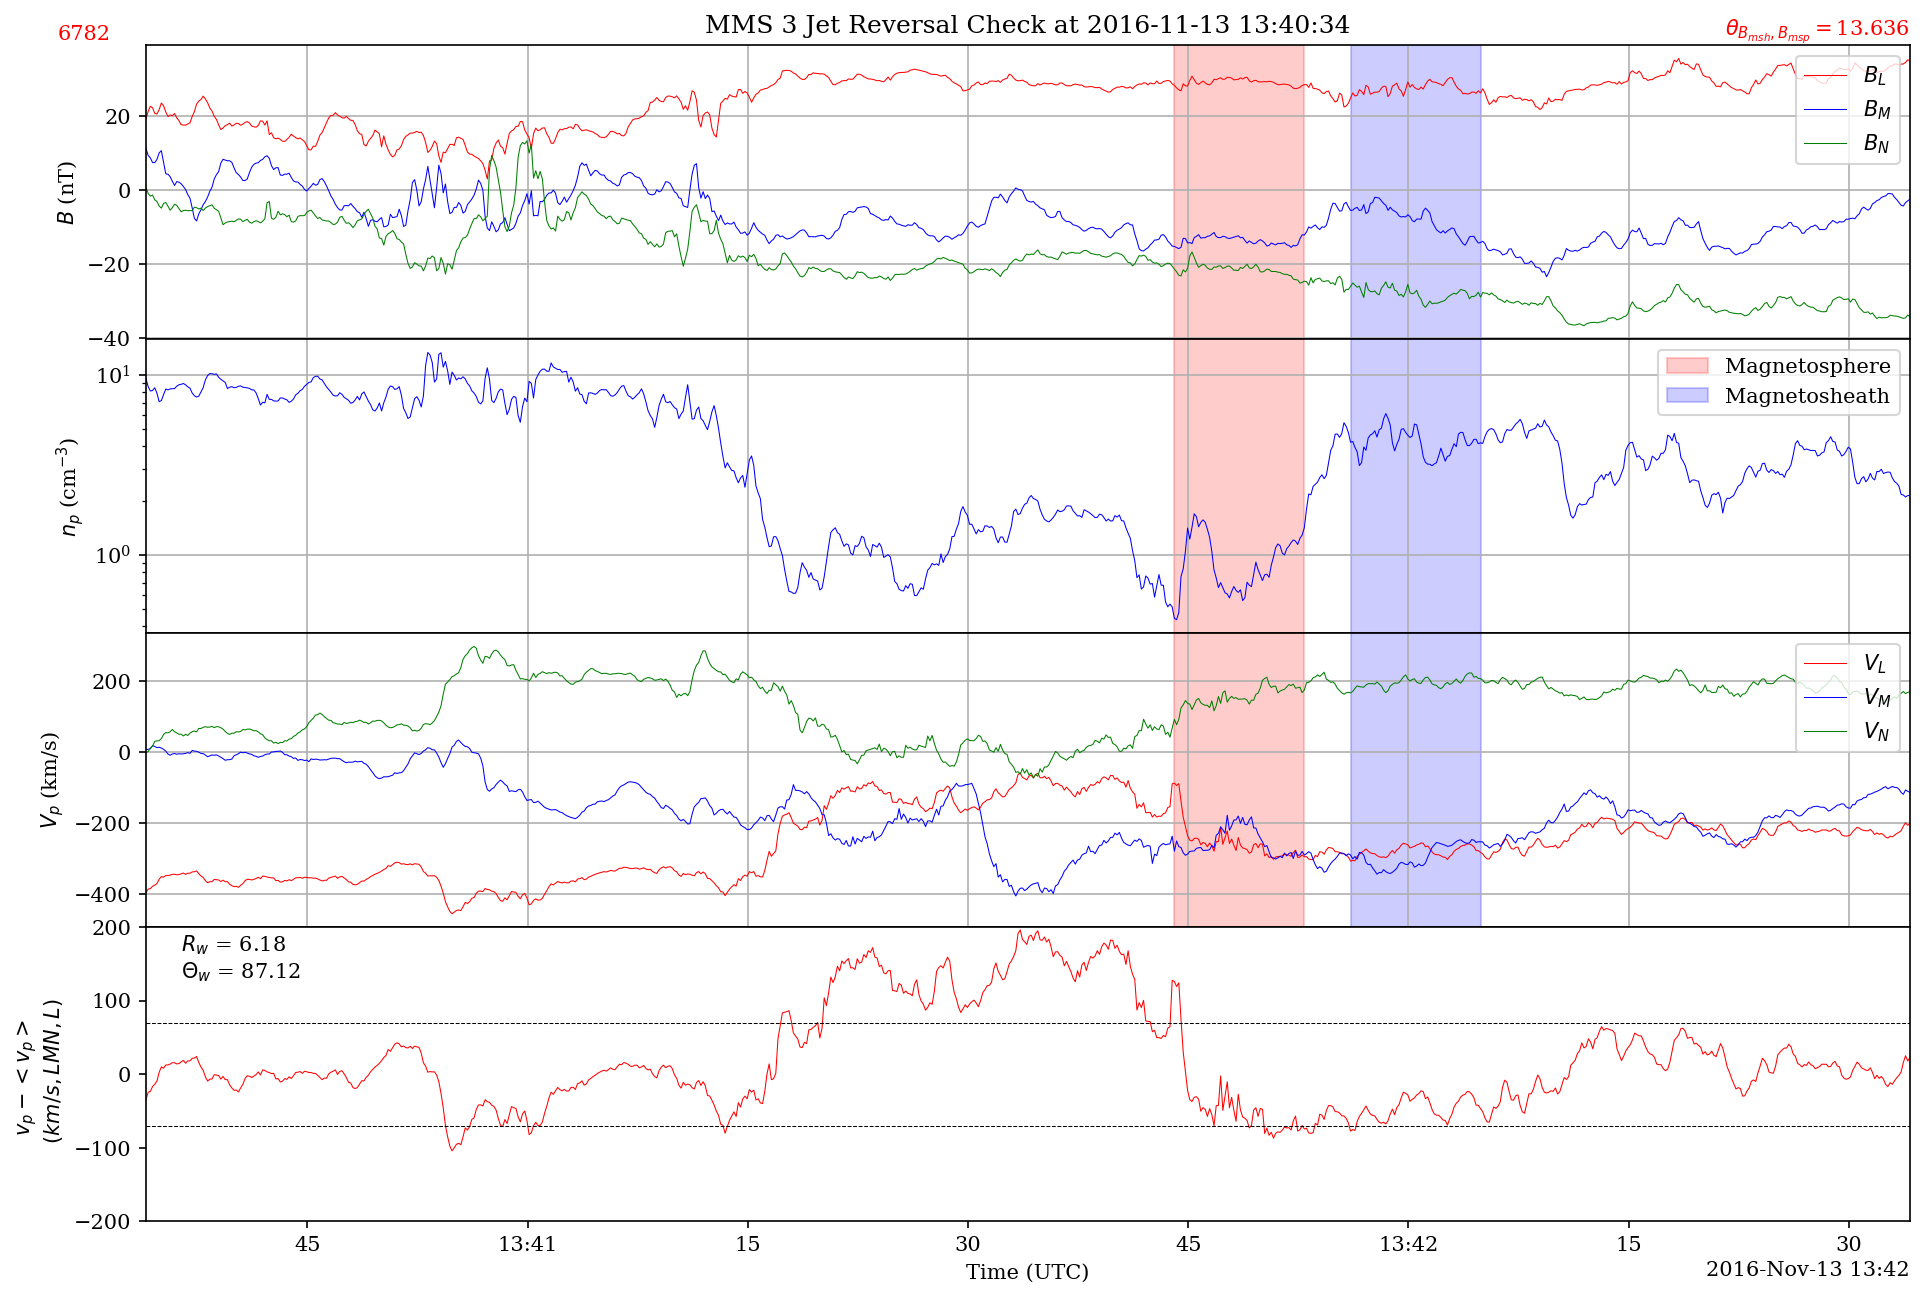 6782
MMS 3 Jet Reversal Check at 2016-11-13 13:40:34
θ_{B_{msh}, B_{msp}} = 13.636
B (nT)
20
0
−20
−40
B_L
B_M
B_N
n_p (cm^{−3})
10^1
10^0
Magnetosphere
Magnetosheath
V_p (km/s)
200
0
−200
−400
V_L
V_M
V_N
v_p − < v_p >
(km/s, LMN, L)
200
100
0
−100
−200
R_w = 6.18
Θ_w = 87.12
45
13:41
15
30
45
13:42
15
30
Time (UTC)
2016-Nov-13 13:42